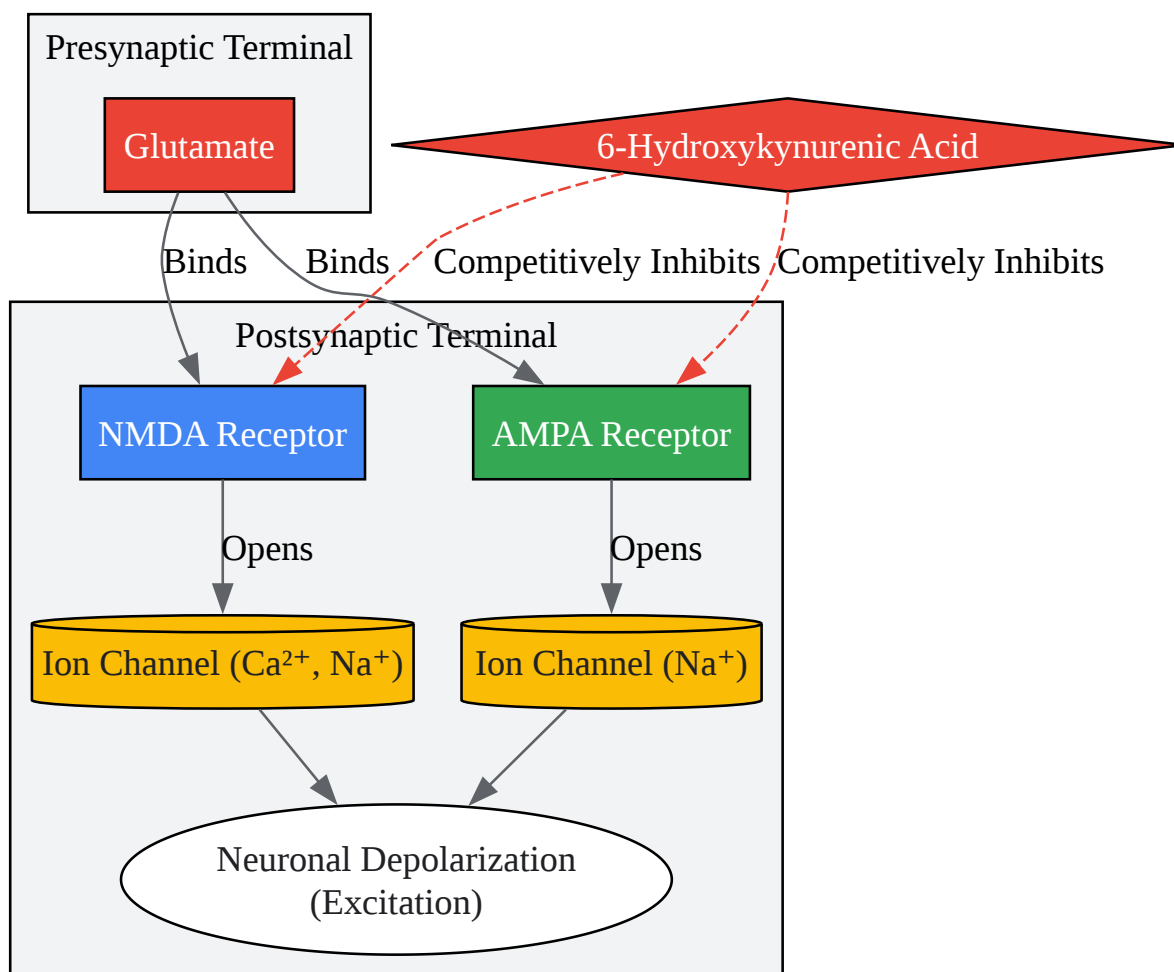 Presynaptic Terminal
Glutamate
6-Hydroxykynurenic Acid
Binds
Binds
Competitively Inhibits
Competitively Inhibits
Postsynaptic Terminal
NMDA Receptor
AMPA Receptor
Opens
Opens
Ion Channel (Ca²⁺, Na⁺)
Ion Channel (Na⁺)
Neuronal Depolarization
(Excitation)